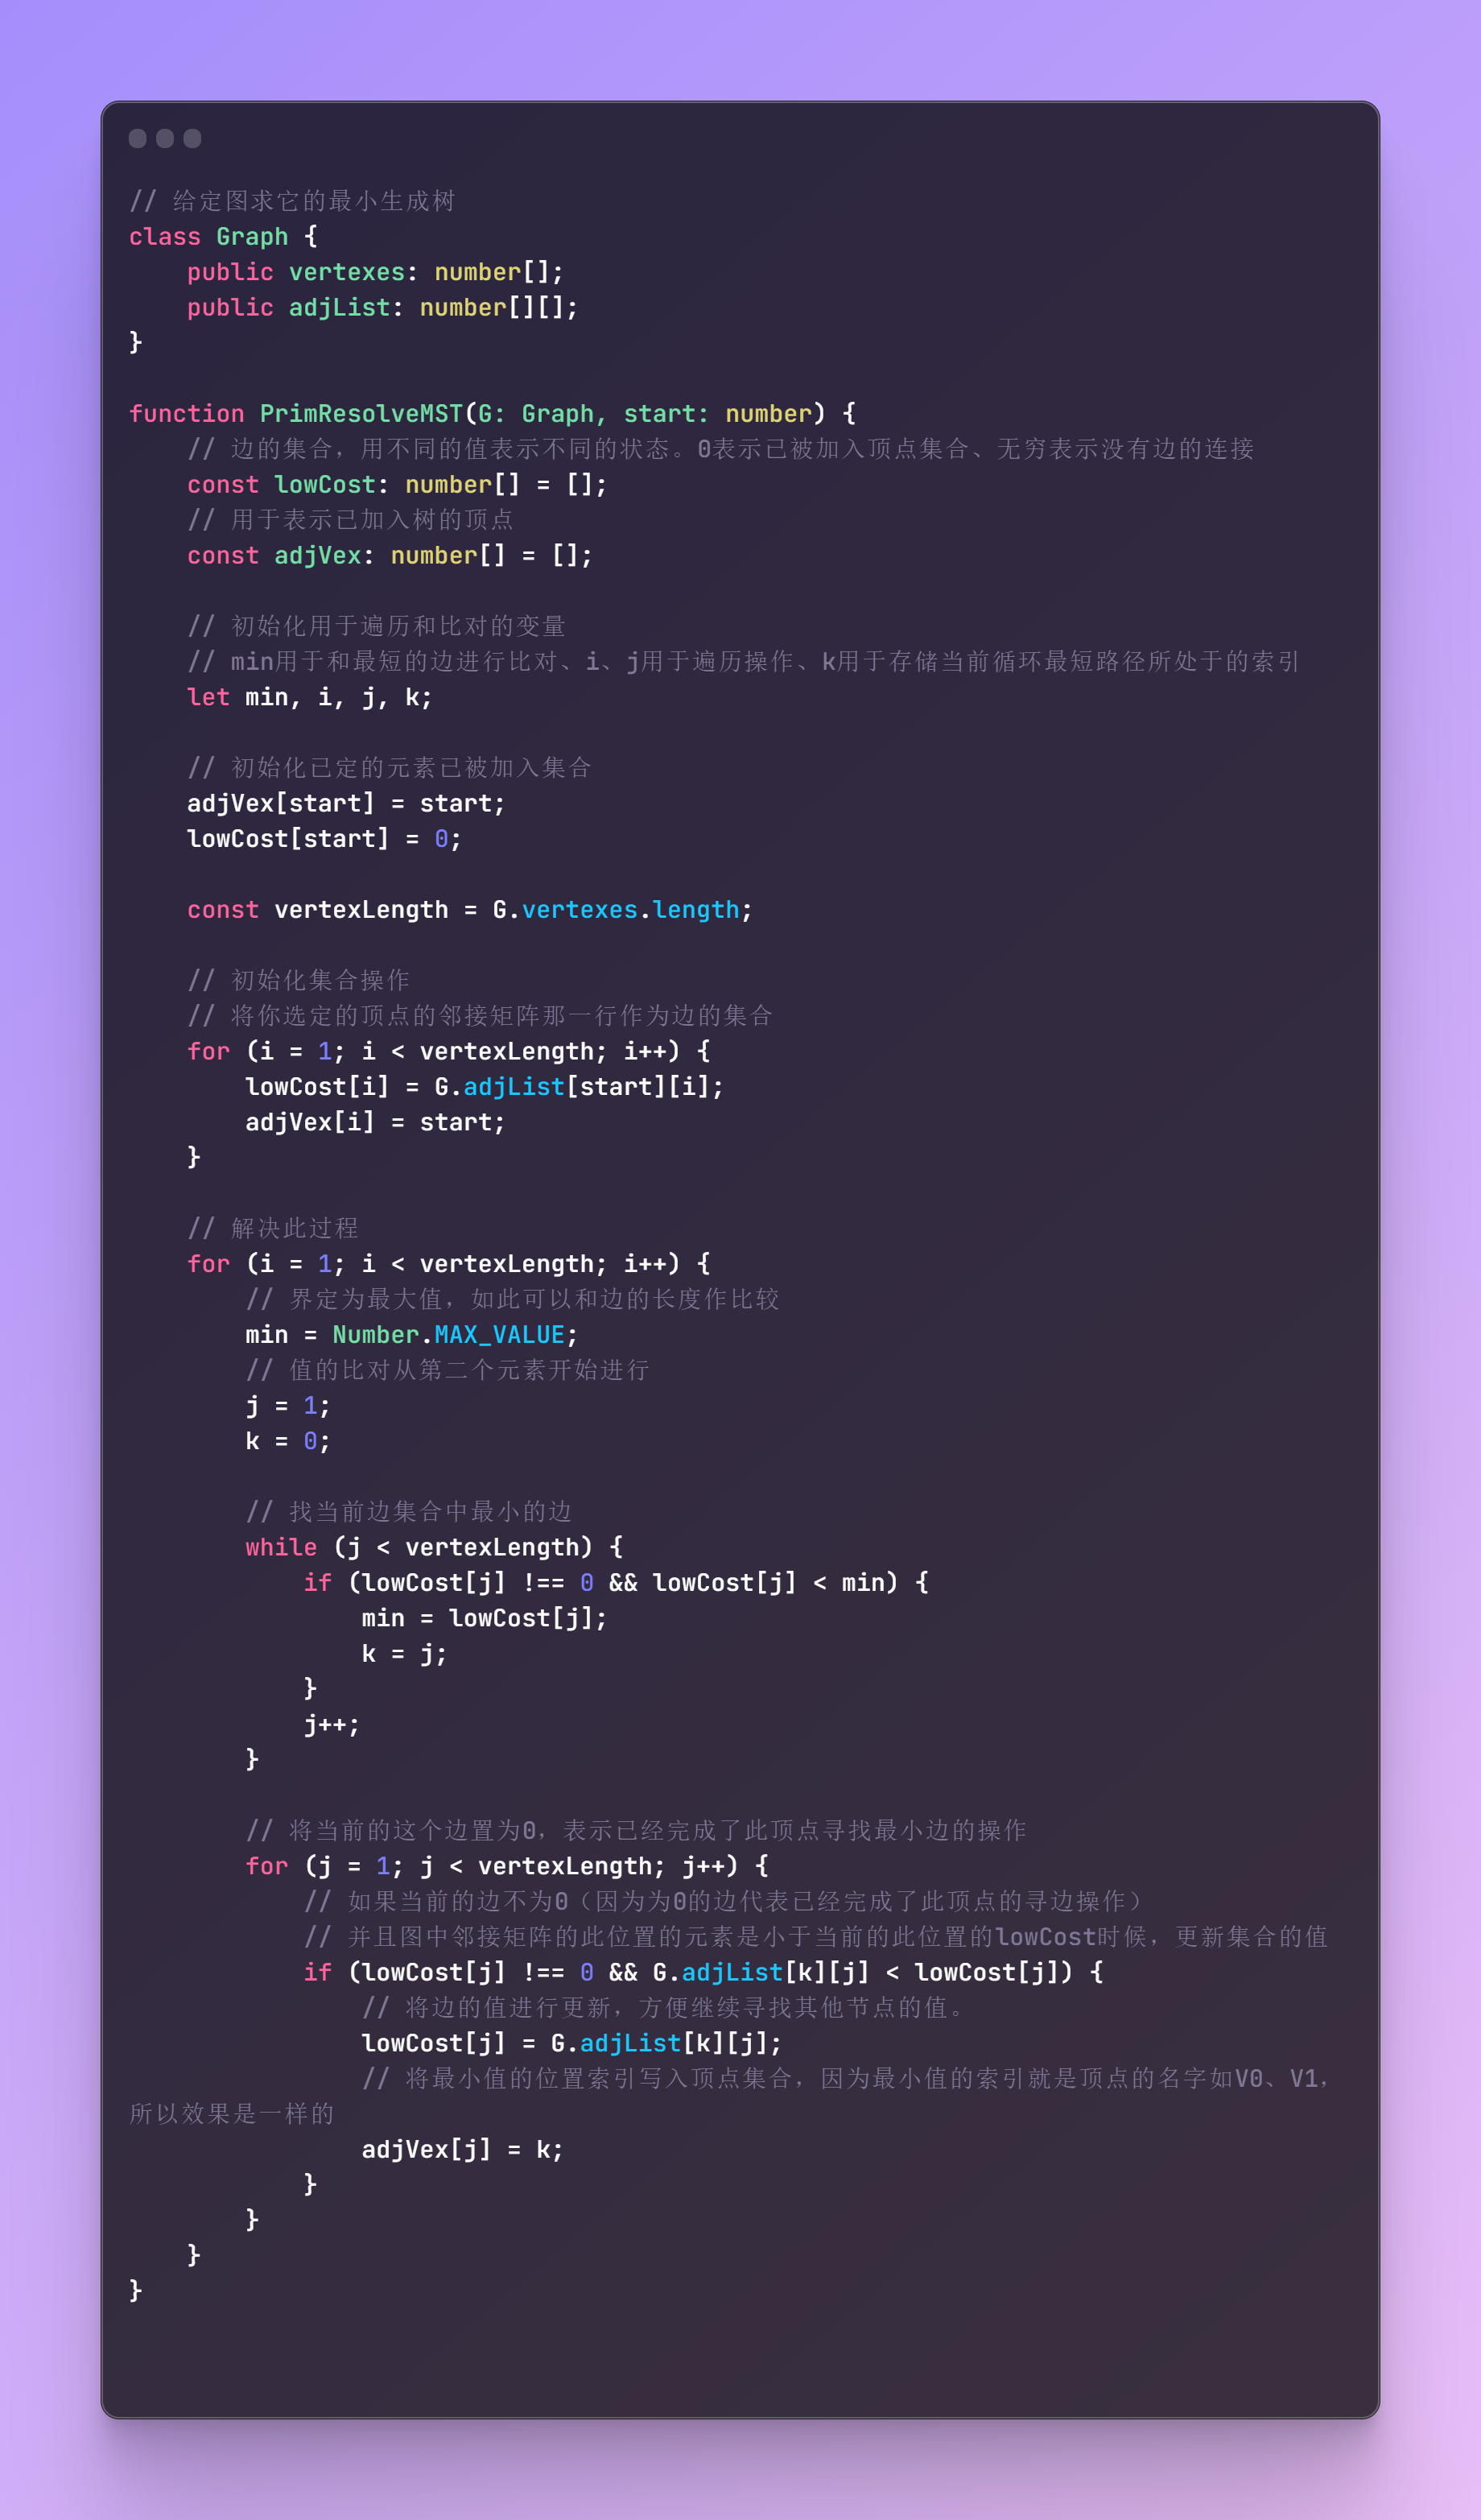 // 给定图求它的最小生成树
class Graph {
    public vertexes: number[];
    public adjList: number[][];
}

function PrimResolveMST(G: Graph, start: number) {
    // 边的集合，用不同的值表示不同的状态。0表示已被加入顶点集合、无穷表示没有边的连接
    const lowCost: number[] = [];
    // 用于表示已加入树的顶点
    const adjVex: number[] = [];

    // 初始化用于遍历和比对的变量
    // min用于和最短的边进行比对、i、j用于遍历操作、k用于存储当前循环最短路径所处于的索引
    let min, i, j, k;

    // 初始化已定的元素已被加入集合
    adjVex[start] = start;
    lowCost[start] = 0;

    const vertexLength = G.vertexes.length;

    // 初始化集合操作
    // 将你选定的顶点的邻接矩阵那一行作为边的集合
    for (i = 1; i < vertexLength; i++) {
        lowCost[i] = G.adjList[start][i];
        adjVex[i] = start;
    }

    // 解决此过程
    for (i = 1; i < vertexLength; i++) {
        // 界定为最大值，如此可以和边的长度作比较
        min = Number.MAX_VALUE;
        // 值的比对从第二个元素开始进行
        j = 1;
        k = 0;

        // 找当前边集合中最小的边
        while (j < vertexLength) {
            if (lowCost[j] !== 0 && lowCost[j] < min) {
                min = lowCost[j];
                k = j;
            }
            j++;
        }

        // 将当前的这个边置为0，表示已经完成了此顶点寻找最小边的操作
        for (j = 1; j < vertexLength; j++) {
            // 如果当前的边不为0（因为为0的边代表已经完成了此顶点的寻边操作）
            // 并且图中邻接矩阵的此位置的元素是小于当前的此位置的lowCost时候，更新集合的值
            if (lowCost[j] !== 0 && G.adjList[k][j] < lowCost[j]) {
                // 将边的值进行更新，方便继续寻找其他节点的值。
                lowCost[j] = G.adjList[k][j];
                // 将最小值的位置索引写入顶点集合，因为最小值的索引就是顶点的名字如V0、V1，
所以效果是一样的
                adjVex[j] = k;
            }
        }
    }
}